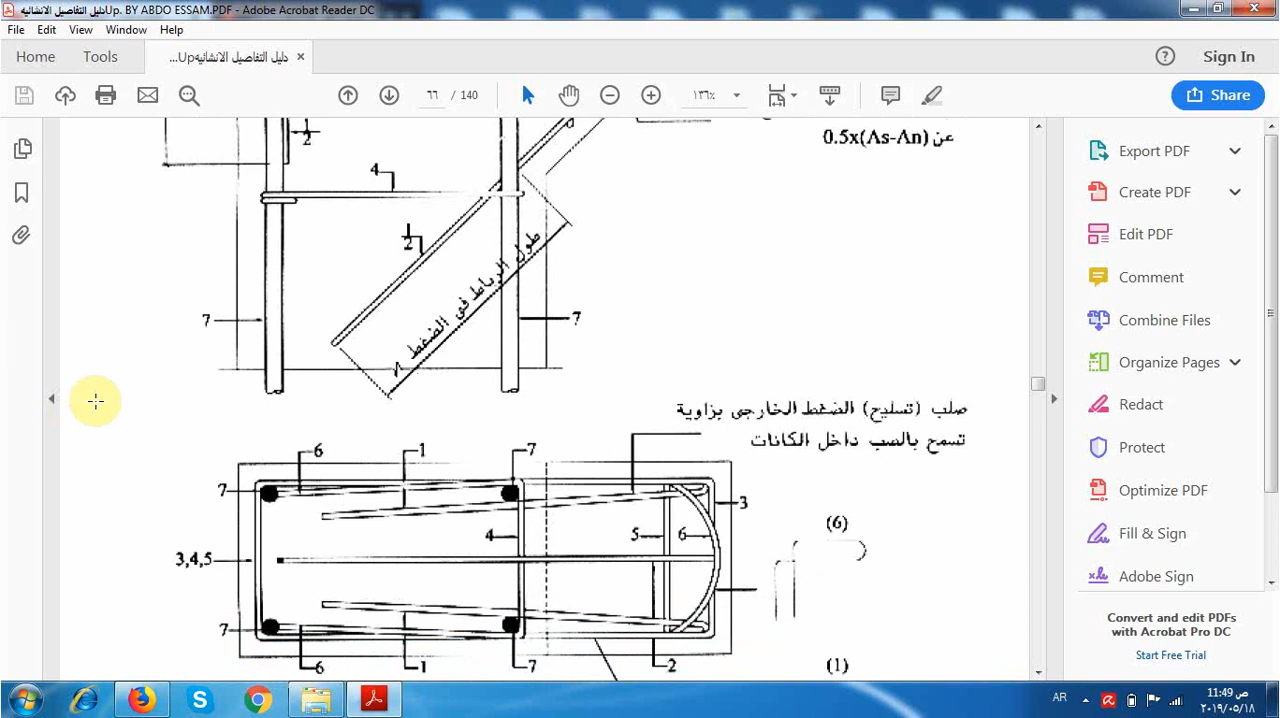 دليل التفاصيل الانشائيهUp. BY ABDO ESSAM.PDF - Adobe Acrobat Reader DC
File Edit View Window Help
Home Tools دليل التفاصيل الانشائيهUp... ×
? Sign In
٦٦ / 140 ١٣٦٪ Share
عن 0.5x(As-An)
1
2
4
1
2
طول الرباط فى الضغط
7 7
صلب (تسليح) الضغط الخارجى بزاوية
تسمح بالصب داخل الكانات
6 1 7
7
3
4 5 6
3,4,5
(6)
7
6 1 7 2
(1)
Export PDF
Create PDF
Edit PDF
Comment
Combine Files
Organize Pages
Redact
Protect
Optimize PDF
Fill & Sign
Adobe Sign
Convert and edit PDFs
with Acrobat Pro DC
Start Free Trial
AR
11:49 ص
٢٠١٩/٠٥/١٨